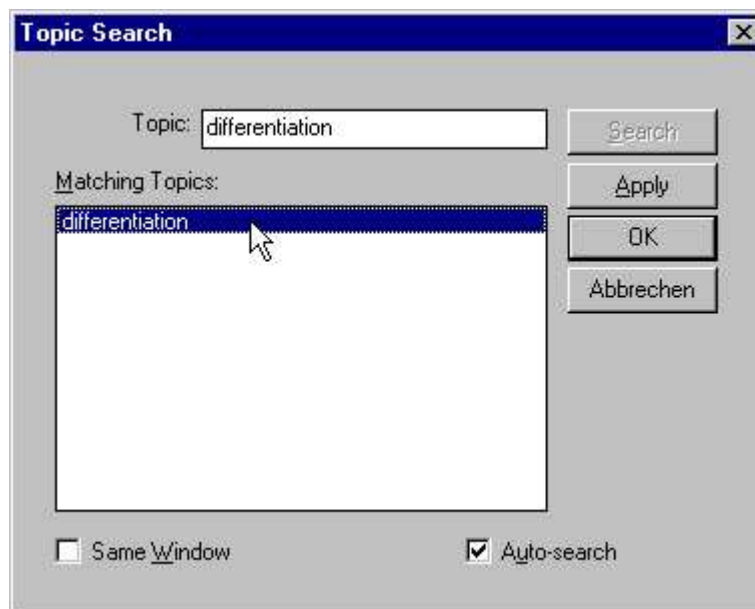 Topic Search
Topic: differentiation
Search
Matching Topics:
Apply
differentiation
OK
Abbrechen
Same Window
Auto-search